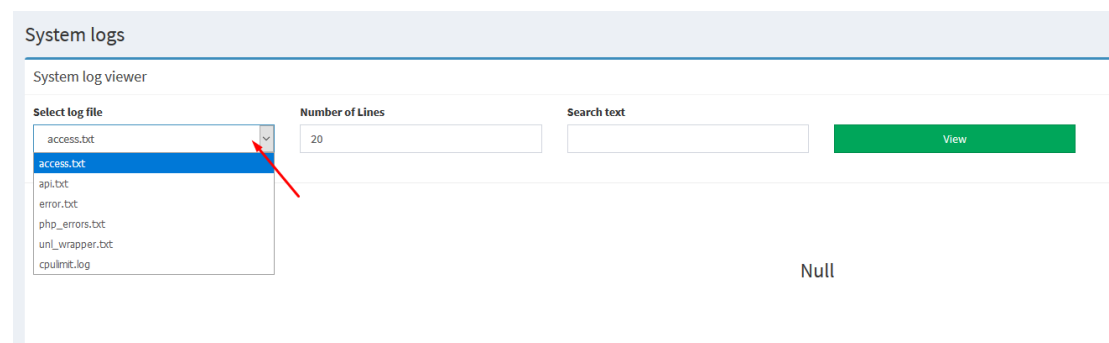 System logs
System log viewer
Select log file
Number of Lines
Search text
access.txt
20
View
access.txt
api.txt
error.txt
php_errors.txt
unl_wrapper.txt
cpulimit.log
Null